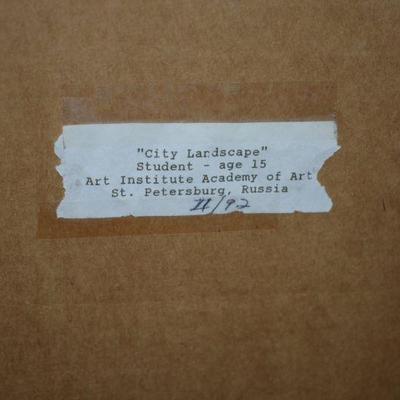 "City Landscape"
Student - age 15
Art Institute Academy of Art
St. Petersburg, Russia
II/92